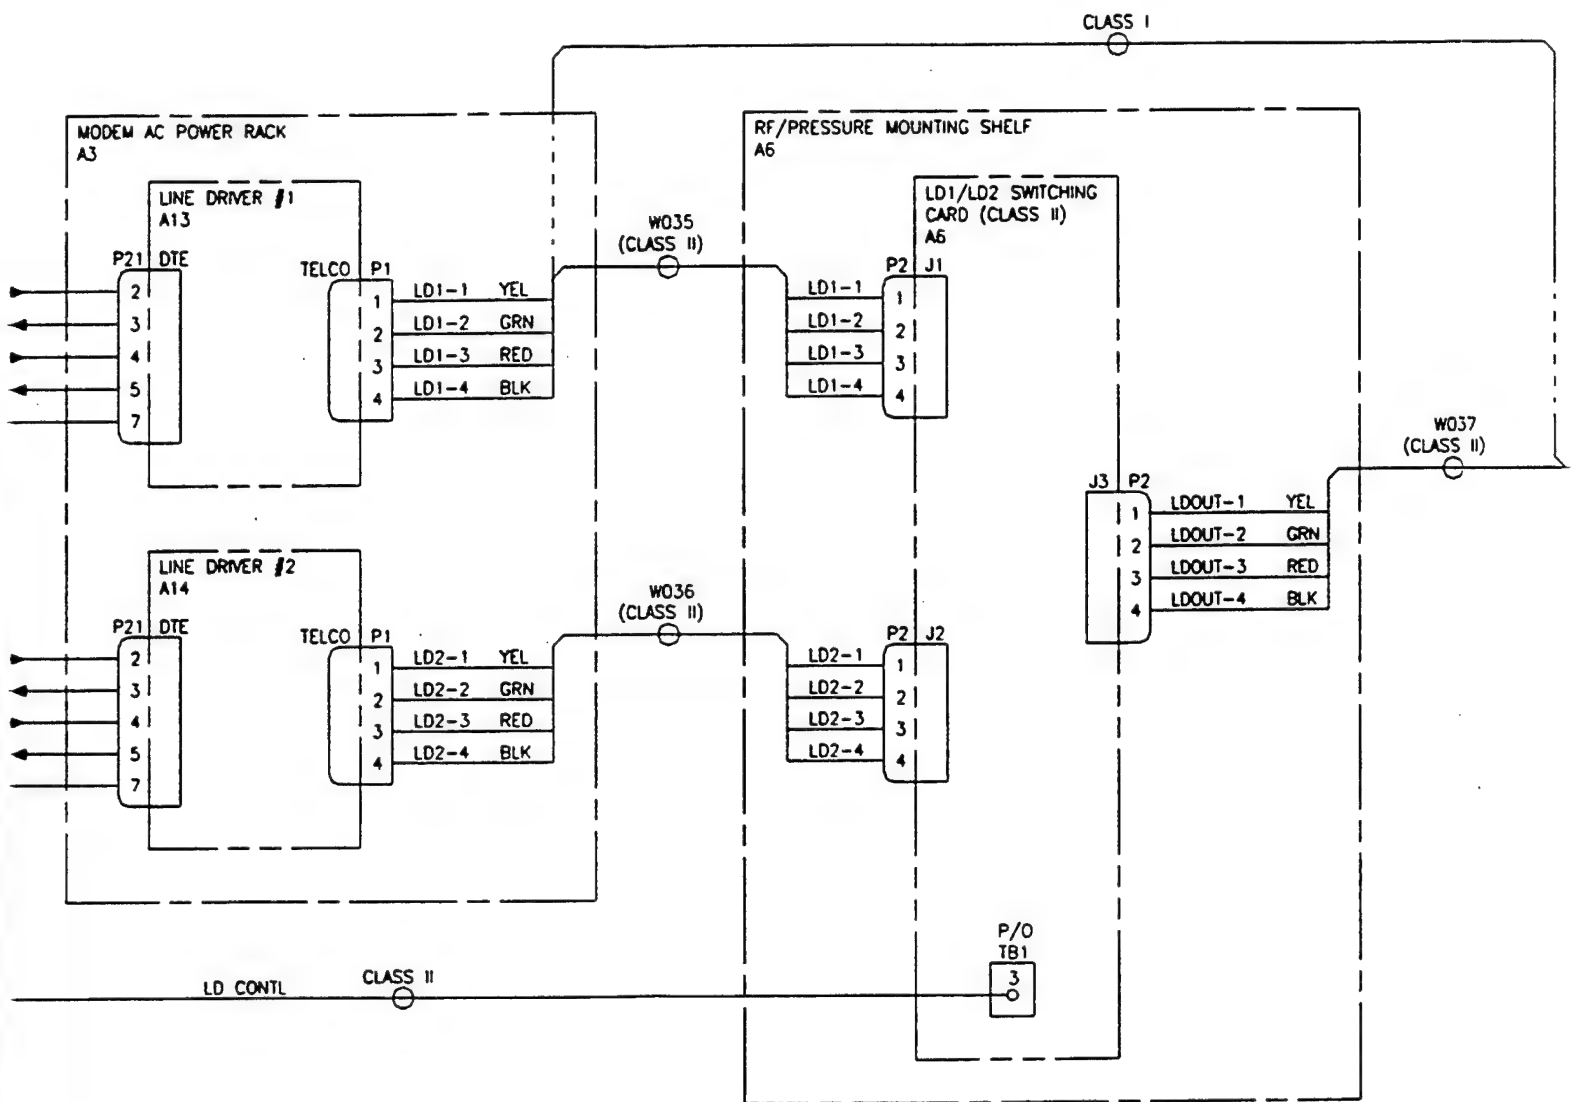 CLASS I
MODEM AC POWER RACK
A3
LINE DRIVER #1
A13
P21 DTE
2
3
4
5
7
TELCO P1
1 LD1-1 YEL
2 LD1-2 GRN
3 LD1-3 RED
4 LD1-4 BLK
W035
(CLASS II)
LINE DRIVER #2
A14
P21 DTE
2
3
4
5
7
TELCO P1
1 LD2-1 YEL
2 LD2-2 GRN
3 LD2-3 RED
4 LD2-4 BLK
W036
(CLASS II)
RF/PRESSURE MOUNTING SHELF
A6
LD1/LD2 SWITCHING
CARD (CLASS II)
A6
P2 J1
LD1-1 1
LD1-2 2
LD1-3 3
LD1-4 4
P2 J2
LD2-1 1
LD2-2 2
LD2-3 3
LD2-4 4
J3 P2
1 LDOUT-1 YEL
2 LDOUT-2 GRN
3 LDOUT-3 RED
4 LDOUT-4 BLK
W037
(CLASS II)
P/O
TB1
3
LD CONTL
CLASS II